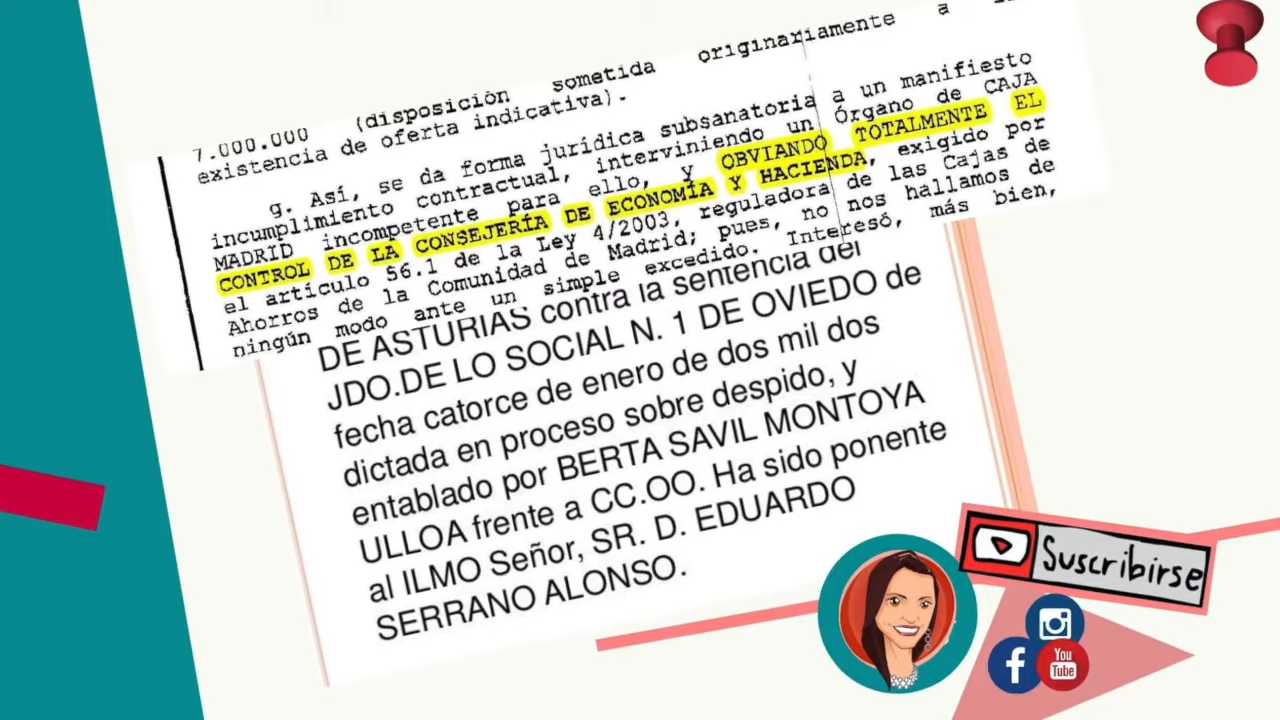 sometida originariamente a
7.000.000 (disposición
existencia de oferta indicativa).
g. Así, se da forma jurídica subsanatoria a un manifiesto
incumplimiento contractual, interviniendo un Órgano de CAJA
MADRID incompetente para ello, y OBVIANDO TOTALMENTE EL
CONTROL DE LA CONSEJERÍA DE ECONOMÍA Y HACIENDA, exigido por
el artículo 56.1 de la Ley 4/2003, reguladora de las Cajas de
Ahorros de la Comunidad de Madrid; pues, no nos hallamos de
ningún modo ante un simple excedido. Interesó, más bien,
DE ASTURIAS contra la sentencia del
JDO.DE LO SOCIAL N. 1 DE OVIEDO de
fecha catorce de enero de dos mil dos
dictada en proceso sobre despido, y
entablado por BERTA SAVIL MONTOYA
ULLOA frente a CC.OO. Ha sido ponente
al ILMO Señor, SR. D. EDUARDO
SERRANO ALONSO.
Suscribirse
You
Tube